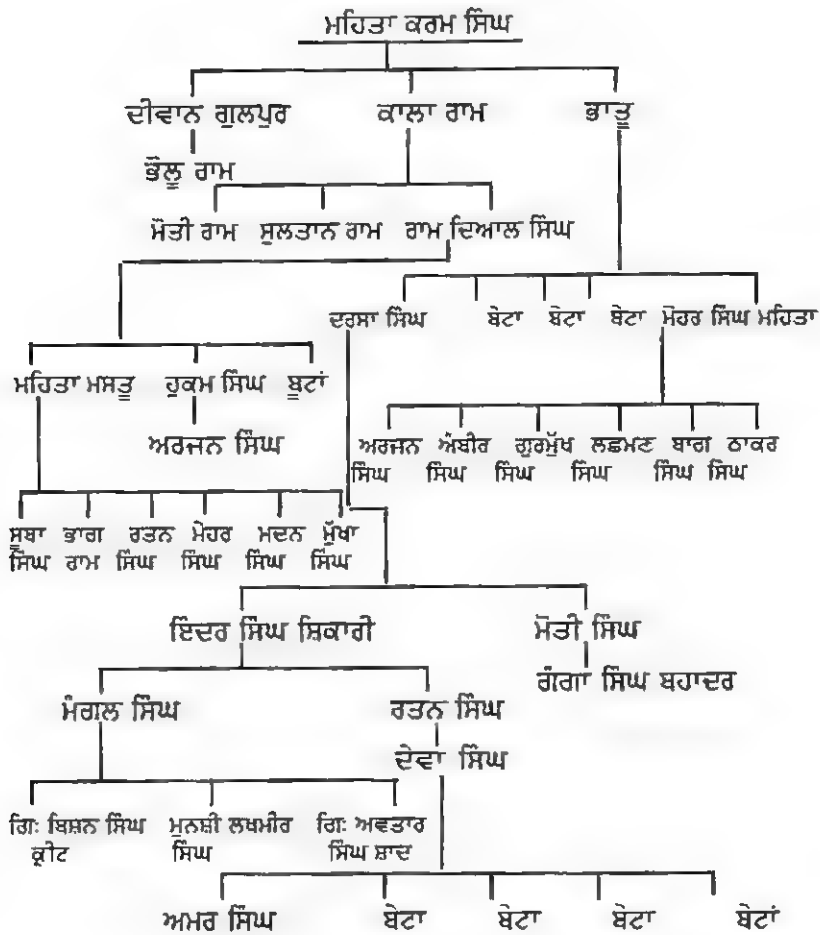 ਮਹਿਤਾ ਕਰਮ ਸਿੰਘ
ਦੀਵਾਨ ਗੁਲਪੁਰ ਕਾਲਾ ਰਾਮ ਭਾਤੂ
ਭੋਲੂ ਰਾਮ
ਮੋਤੀ ਰਾਮ ਸੁਲਤਾਨ ਰਾਮ ਰਾਮ ਦਿਆਲ ਸਿੰਘ
ਦਰਸਾ ਸਿੰਘ ਬੇਟਾ ਬੇਟਾ ਬੇਟਾ ਮੋਹਰ ਸਿੰਘ ਮਹਿਤਾ
ਮਹਿਤਾ ਮਸਤੂ ਹੁਕਮ ਸਿੰਘ ਬੂਟਾਂ
ਅਰਜਨ ਸਿੰਘ
ਅਰਜਨ ਅੰਬੀਰ ਗੁਰਮੁੱਖ ਲਛਮਣ ਬਾਗ ਠਾਕਰ
ਸਿੰਘ ਸਿੰਘ ਸਿੰਘ ਸਿੰਘ ਸਿੰਘ ਸਿੰਘ
ਸੂਬਾ ਭਾਗ ਰਤਨ ਮੇਹਰ ਮਦਨ ਮੁੱਖਾ
ਸਿੰਘ ਰਾਮ ਸਿੰਘ ਸਿੰਘ ਸਿੰਘ ਸਿੰਘ
ਇੰਦਰ ਸਿੰਘ ਸ਼ਿਕਾਰੀ ਮੋਤੀ ਸਿੰਘ
ਗੰਗਾ ਸਿੰਘ ਬਹਾਦਰ
ਮੰਗਲ ਸਿੰਘ ਰਤਨ ਸਿੰਘ
ਦੇਵਾ ਸਿੰਘ
ਗਿ: ਬਿਸ਼ਨ ਸਿੰਘ ਮੁਨਸ਼ੀ ਲਖਮੀਰ ਗਿ: ਅਵਤਾਰ
ਕ੍ਰੀਟ ਸਿੰਘ ਸਿੰਘ ਸ਼ਾਦ
ਅਮਰ ਸਿੰਘ ਬੇਟਾ ਬੇਟਾ ਬੇਟਾ ਬੇਟਾਂ